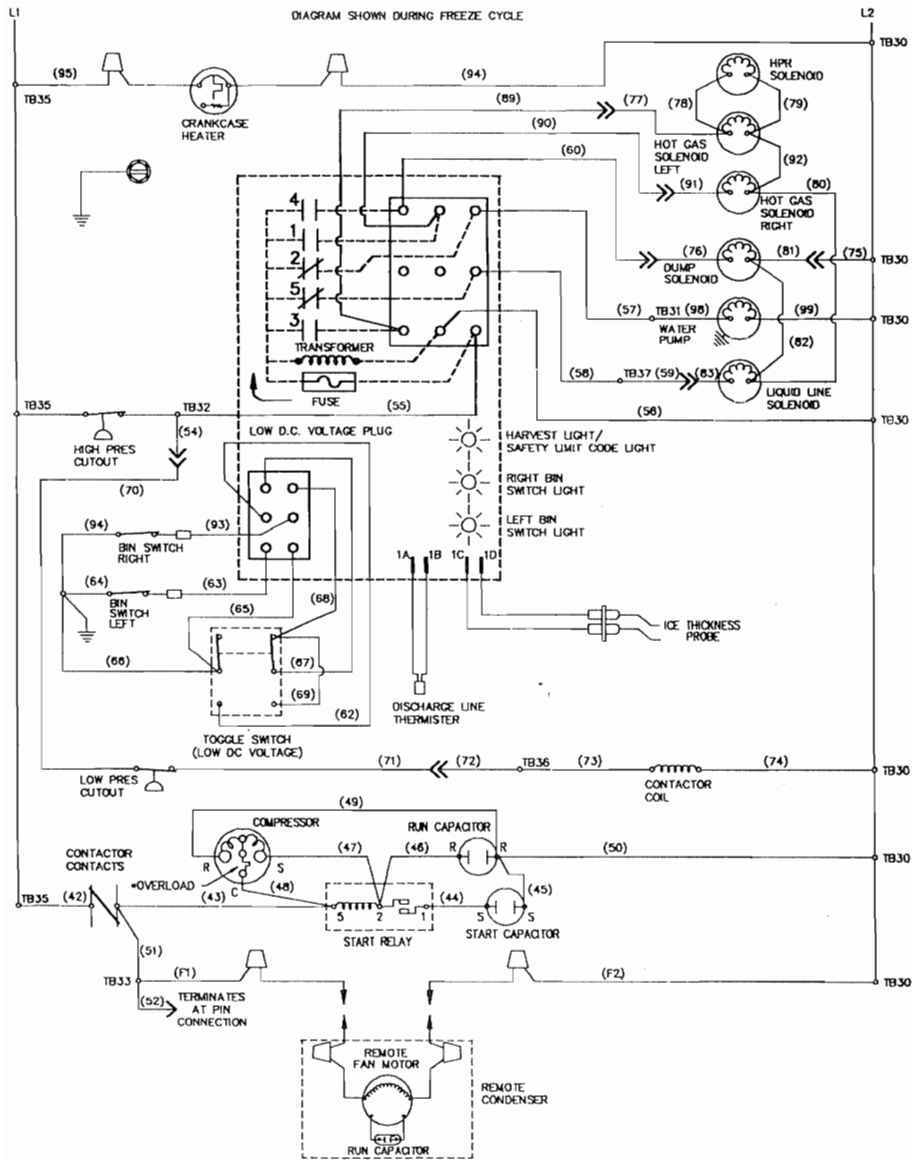 L1
DIAGRAM SHOWN DURING FREEZE CYCLE
L2
TB30
(95)
(94)
TB35
CRANKCASE
HEATER
HPR
SOLENOID
(89)
(77)
(78)
(79)
(90)
HOT GAS
SOLENOID
LEFT
(60)
(92)
(91)
(80)
HOT GAS
SOLENOID
RIGHT
4
1
2
5
3
(76)
(81)
(75)
TB30
DUMP
SOLENOID
(57)
TB31
(98)
(99)
TB30
WATER
PUMP
(82)
TRANSFORMER
FUSE
(58)
TB37
(59)
(83)
LIQUID LINE
SOLENOID
TB35
TB32
(55)
(56)
TB30
HIGH PRES
CUTOUT
(54)
LOW D.C. VOLTAGE PLUG
HARVEST LIGHT/
SAFETY LIMIT CODE LIGHT
(70)
RIGHT BIN
SWITCH LIGHT
(94)
(93)
BIN SWITCH
RIGHT
LEFT BIN
SWITCH LIGHT
1A
1B
1C
1D
(64)
(63)
BIN
SWITCH
LEFT
(65)
(68)
ICE THICKNESS
PROBE
(66)
(67)
(69)
(62)
DISCHARGE LINE
THERMISTER
TOGGLE SWITCH
(LOW DC VOLTAGE)
LOW PRES
CUTOUT
(71)
(72)
TB36
(73)
(74)
TB30
CONTACTOR
COIL
(49)
COMPRESSOR
RUN CAPACITOR
CONTACTOR
CONTACTS
R
S
(47)
(46)
R
R
(50)
TB30
*OVERLOAD
C
(48)
(45)
TB35
(42)
(43)
5
2
1
(44)
S
S
START RELAY
START CAPACITOR
(51)
TB33
(F1)
(F2)
TB30
(52)
TERMINATES
AT PIN
CONNECTION
REMOTE
FAN MOTOR
REMOTE
CONDENSER
RUN CAPACITOR